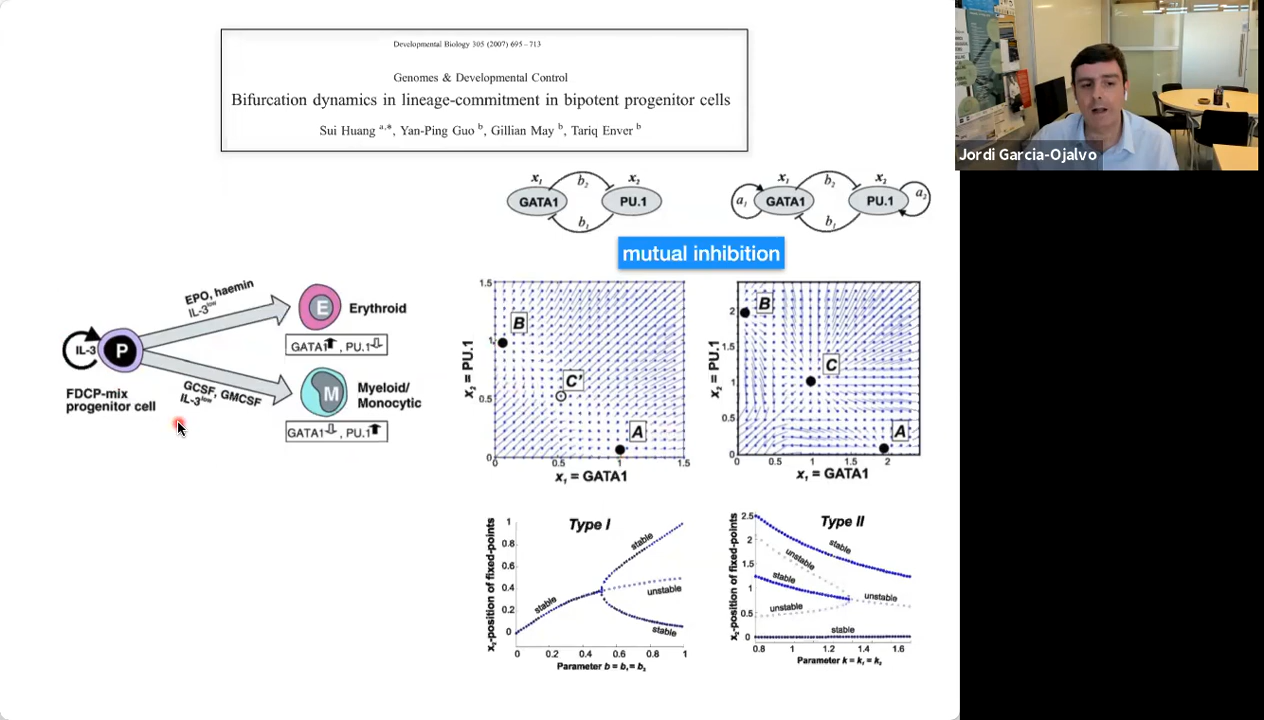 Developmental Biology 305 (2007) 695–713
Genomes & Developmental Control
Bifurcation dynamics in lineage-commitment in bipotent progenitor cells
Sui Huang a,*, Yan-Ping Guo b, Gillian May b, Tariq Enver b
Jordi Garcia-Ojalvo
x₁ b₂ x₂
GATA1 PU.1
b₁
x₁ b₂ x₂
a₁ GATA1 PU.1 a₂
b₁
mutual inhibition
EPO, haemin
IL-3low
E Erythroid
GATA1⬆, PU.1⇩
IL-3 P
FDCP-mix
progenitor cell
GCSF, GMCSF
IL-3low
M Myeloid/
Monocytic
GATA1⇩, PU.1⬆
1.5
1
0.5
0
x₂ = PU.1
B
C'
A
0 0.5 1 1.5
x₁ = GATA1
2
1.5
1
0.5
0
x₂ = PU.1
B
C
A
0 0.5 1 1.5 2
x₁ = GATA1
Type I
x₂-position of fixed-points
1
0.8
0.6
0.4
0.2
0
stable
stable
unstable
stable
0 0.2 0.4 0.6 0.8 1
Parameter b = b₁= b₂
Type II
x₂-position of fixed-points
2.5
2
1.5
1
0.5
0
stable
unstable
stable
unstable
unstable
stable
0.8 1 1.2 1.4 1.6
Parameter k = k₁ = k₂